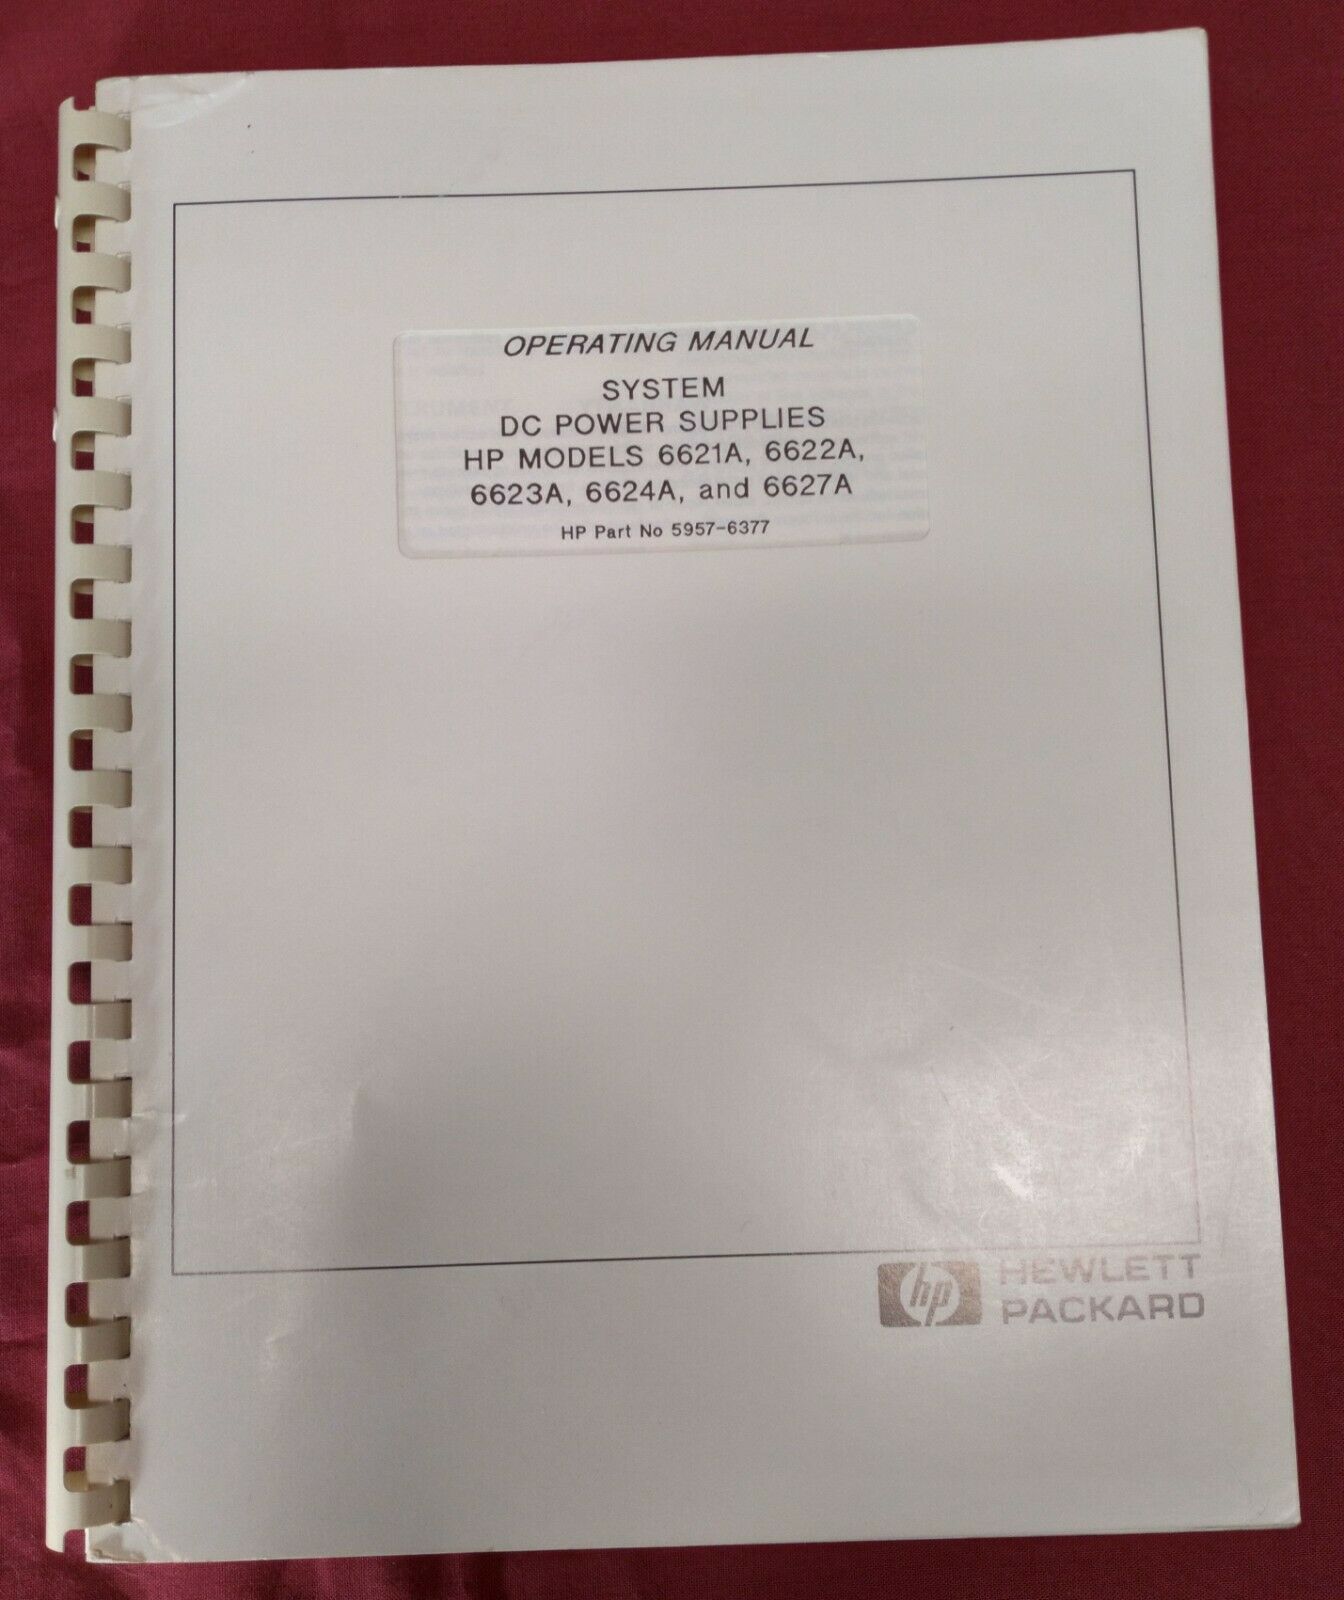 OPERATING MANUAL
SYSTEM
DC POWER SUPPLIES
HP MODELS 6621A, 6622A,
6623A, 6624A, and 6627A
HP Part No 5957-6377
hp HEWLETT
PACKARD